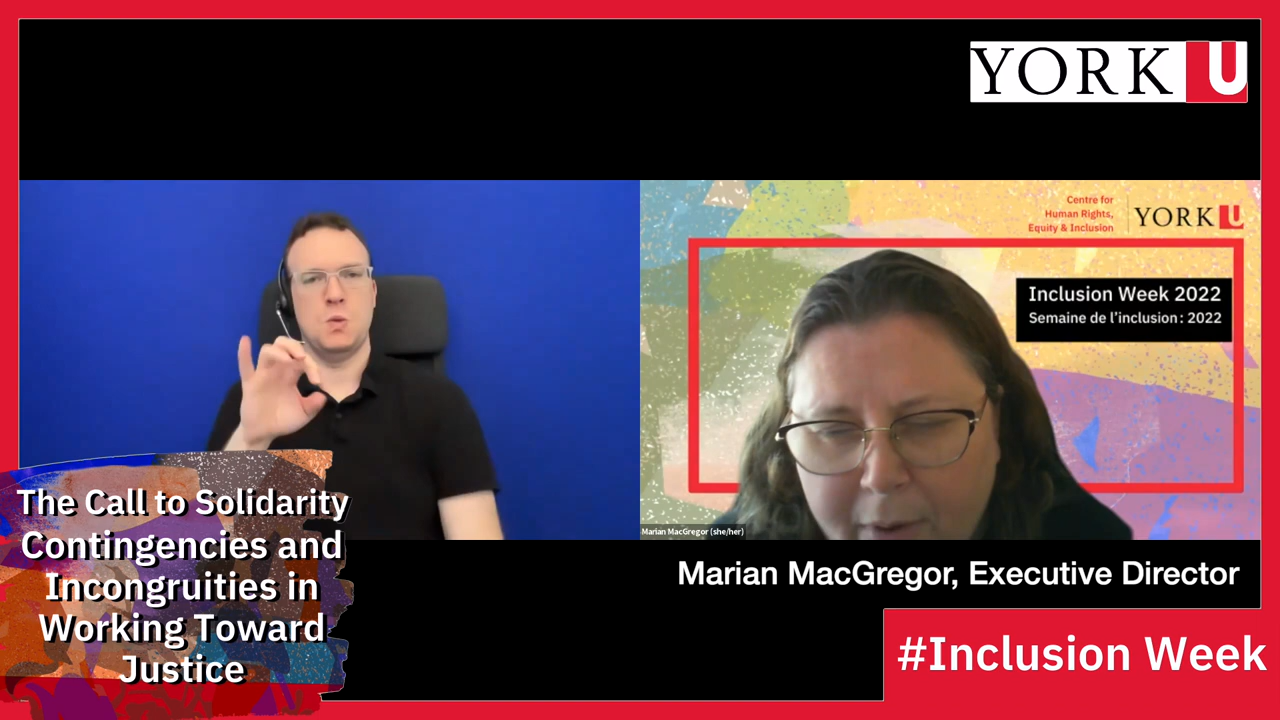 YORK U
Centre for
Human Rights,
Equity & Inclusion
YORK U
Inclusion Week 2022
Semaine de l'inclusion : 2022
Marian MacGregor (she/her)
Marian MacGregor, Executive Director
The Call to Solidarity
Contingencies and
Incongruities in
Working Toward
Justice
#Inclusion Week